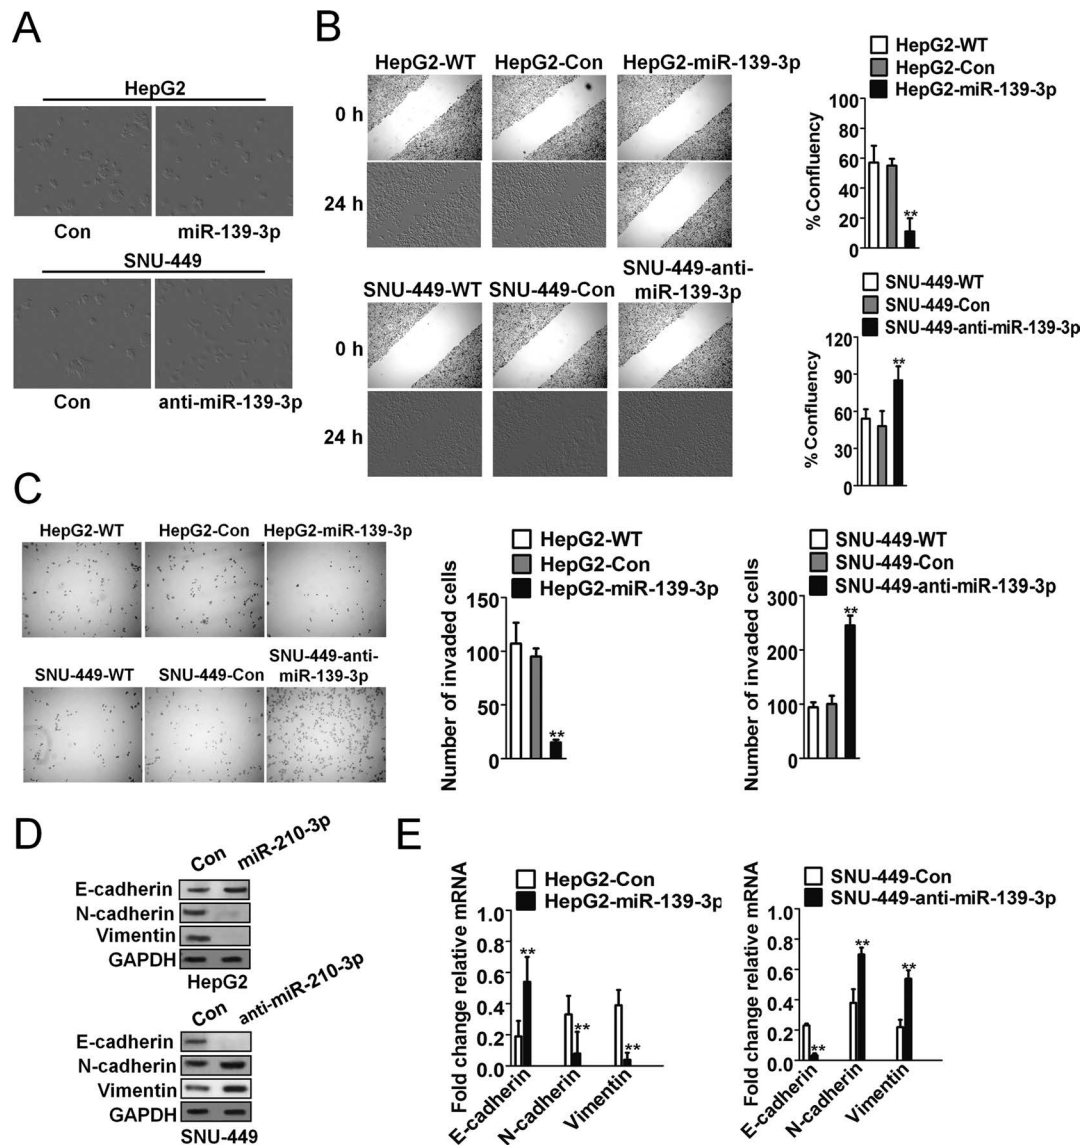 A
HepG2
Con miR-139-3p
SNU-449
Con anti-miR-139-3p
B
HepG2-WT HepG2-Con HepG2-miR-139-3p
0 h
24 h
SNU-449-WT SNU-449-Con SNU-449-anti-
miR-139-3p
0 h
24 h
HepG2-WT
HepG2-Con
HepG2-miR-139-3p
% Confluency
100
80
60
40
20
0
**
SNU-449-WT
SNU-449-Con
SNU-449-anti-miR-139-3p
% Confluency
120
90
60
30
0
**
C
HepG2-WT HepG2-Con HepG2-miR-139-3p
SNU-449-WT SNU-449-Con SNU-449-anti-
miR-139-3p
HepG2-WT
HepG2-Con
HepG2-miR-139-3p
Number of invaded cells
150
100
50
0
**
SNU-449-WT
SNU-449-Con
SNU-449-anti-miR-139-3p
Number of invaded cells
300
200
100
0
**
D
Con miR-210-3p
E-cadherin
N-cadherin
Vimentin
GAPDH
HepG2
Con anti-miR-210-3p
E-cadherin
N-cadherin
Vimentin
GAPDH
SNU-449
E
HepG2-Con
HepG2-miR-139-3p
Fold change relative mRNA
1.0
0.8
0.6
0.4
0.2
0
** ** **
E-cadherin N-cadherin Vimentin
SNU-449-Con
SNU-449-anti-miR-139-3p
Fold change relative mRNA
1.0
0.8
0.6
0.4
0.2
0
** ** **
E-cadherin N-cadherin Vimentin